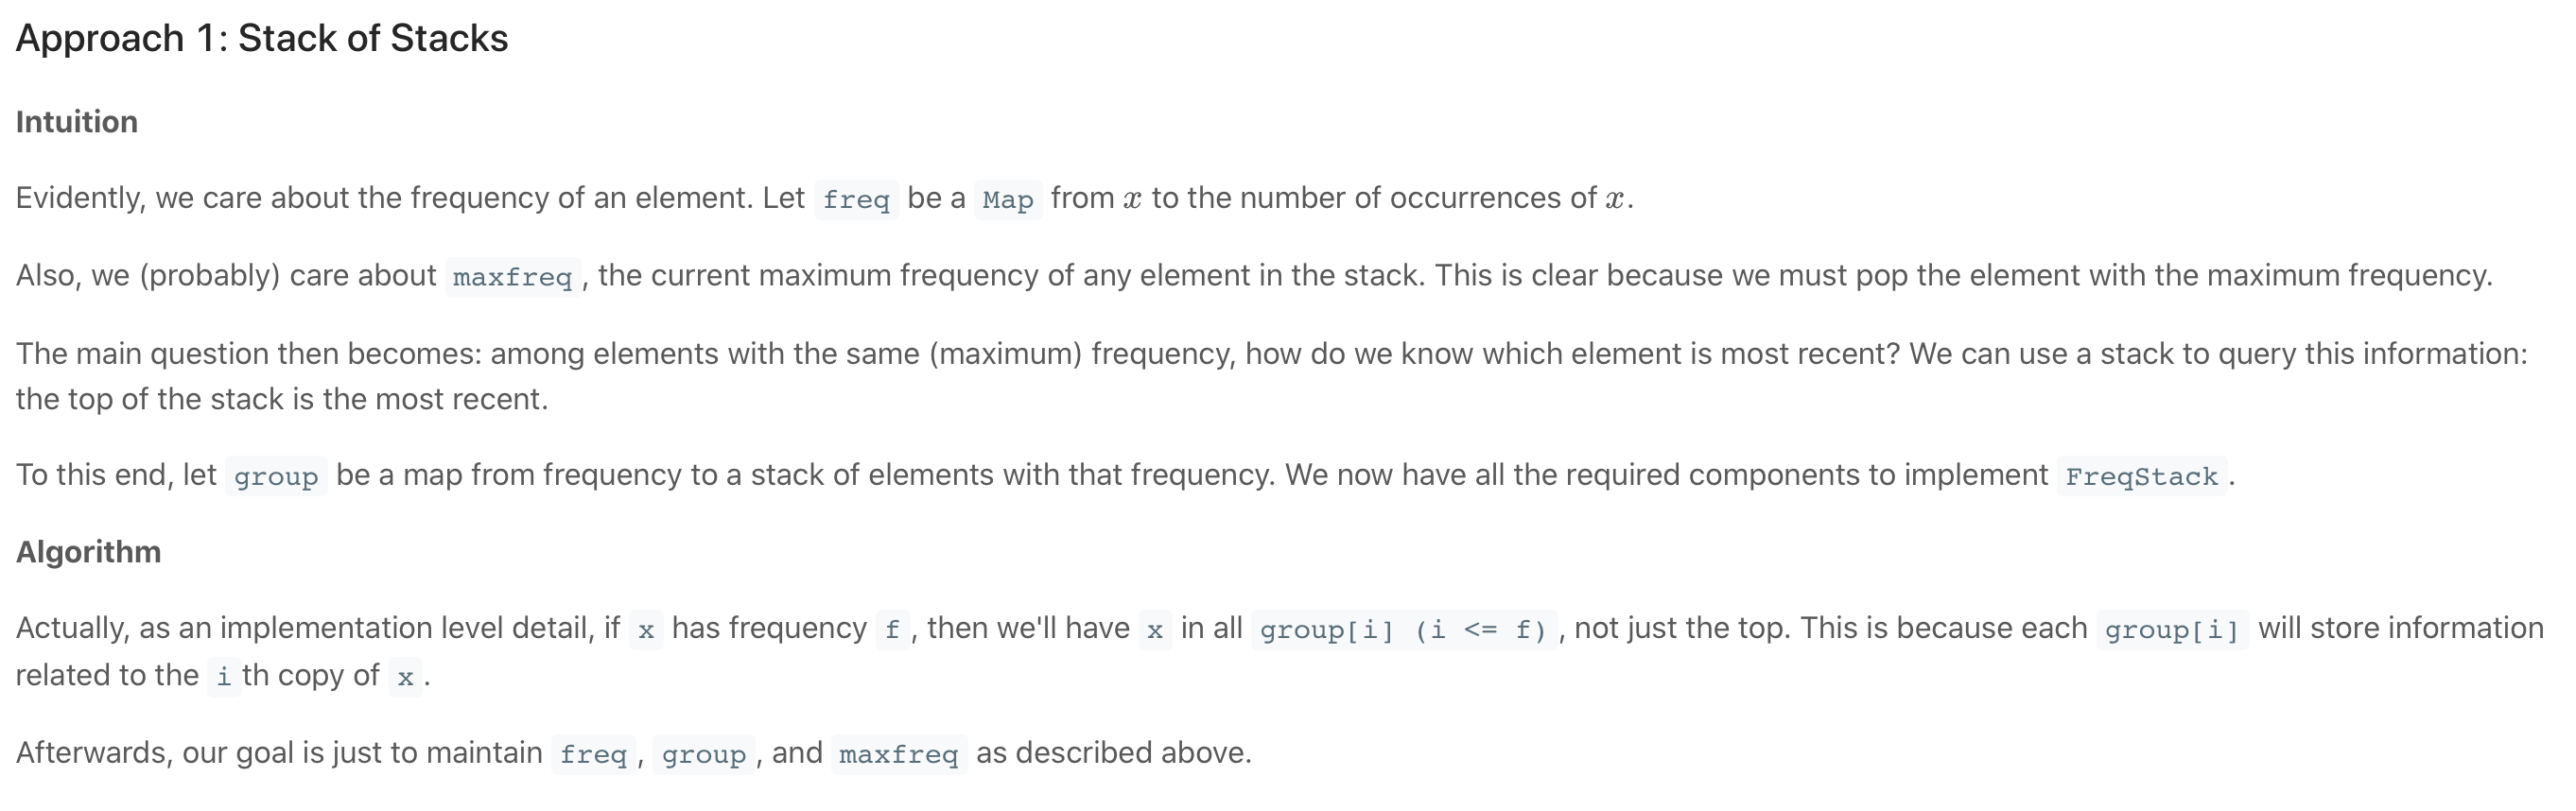 Approach 1: Stack of Stacks
Intuition
Evidently, we care about the frequency of an element. Let freq be a Map from x to the number of occurrences of x.
Also, we (probably) care about maxfreq, the current maximum frequency of any element in the stack. This is clear because we must pop the element with the maximum frequency.
The main question then becomes: among elements with the same (maximum) frequency, how do we know which element is most recent? We can use a stack to query this information:
the top of the stack is the most recent.
To this end, let group be a map from frequency to a stack of elements with that frequency. We now have all the required components to implement FreqStack.
Algorithm
Actually, as an implementation level detail, if x has frequency f, then we'll have x in all group[i] (i <= f), not just the top. This is because each group[i] will store information
related to the i th copy of x.
Afterwards, our goal is just to maintain freq, group, and maxfreq as described above.